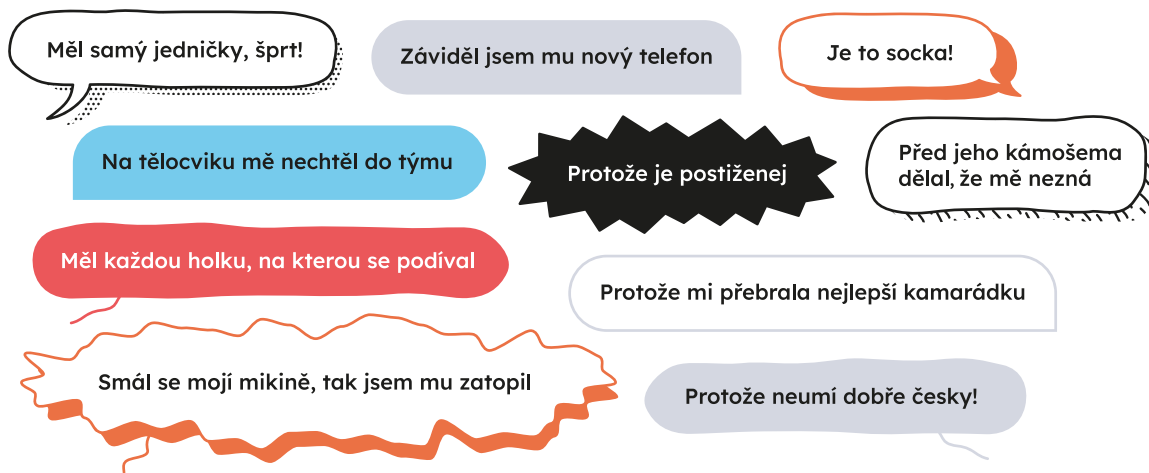 Měl samý jedničky, šprt!
Záviděl jsem mu nový telefon
Je to socka!
Na tělocviku mě nechtěl do týmu
Protože je postiženej
Před jeho kámošema
dělal, že mě nezná
Měl každou holku, na kterou se podíval
Protože mi přebrala nejlepší kamarádku
Smál se mojí mikině, tak jsem mu zatopil
Protože neumí dobře česky!